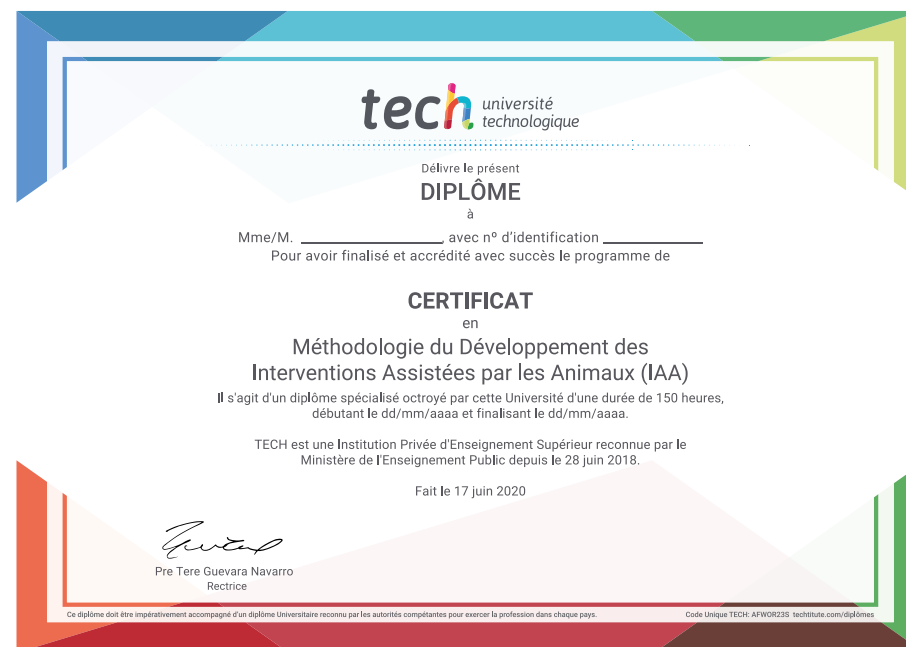 tech université
technologique
Délivre le présent
DIPLÔME
à
Mme/M. ____________________, avec nº d'identification ______________
Pour avoir finalisé et accrédité avec succès le programme de
CERTIFICAT
en
Méthodologie du Développement des
Interventions Assistées par les Animaux (IAA)
Il s'agit d'un diplôme spécialisé octroyé par cette Université d'une durée de 150 heures,
débutant le dd/mm/aaaa et finalisant le dd/mm/aaaa.
TECH est une Institution Privée d'Enseignement Supérieur reconnue par le
Ministère de l'Enseignement Public depuis le 28 juin 2018.
Fait le 17 juin 2020
Pre Tere Guevara Navarro
Rectrice
Ce diplôme doit être impérativement accompagné d'un diplôme Universitaire reconnu par les autorités compétantes pour exercer la profession dans chaque pays.
Code Unique TECH: AFWOR23S techtitute.com/diplômes